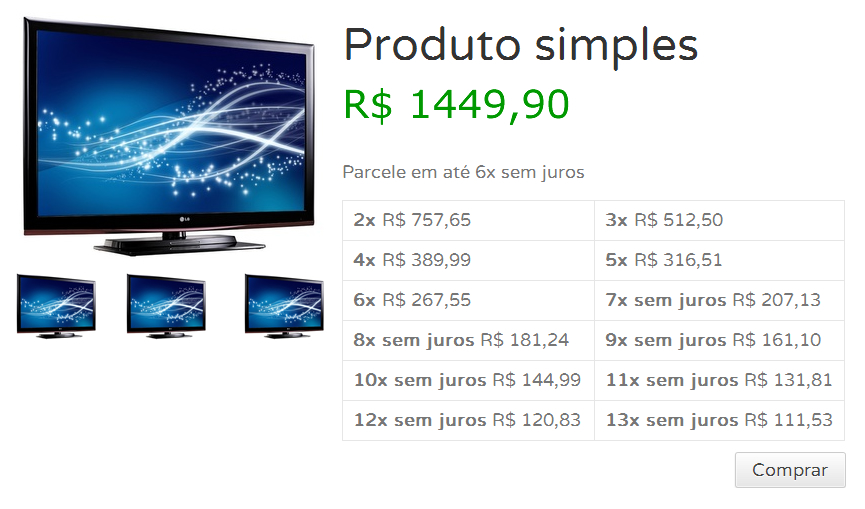 Produto simples
R$ 1449,90
Parcele em até 6x sem juros
2x R$ 757,65
3x R$ 512,50
4x R$ 389,99
5x R$ 316,51
6x R$ 267,55
7x sem juros R$ 207,13
8x sem juros R$ 181,24
9x sem juros R$ 161,10
10x sem juros R$ 144,99
11x sem juros R$ 131,81
12x sem juros R$ 120,83
13x sem juros R$ 111,53
Comprar
LG